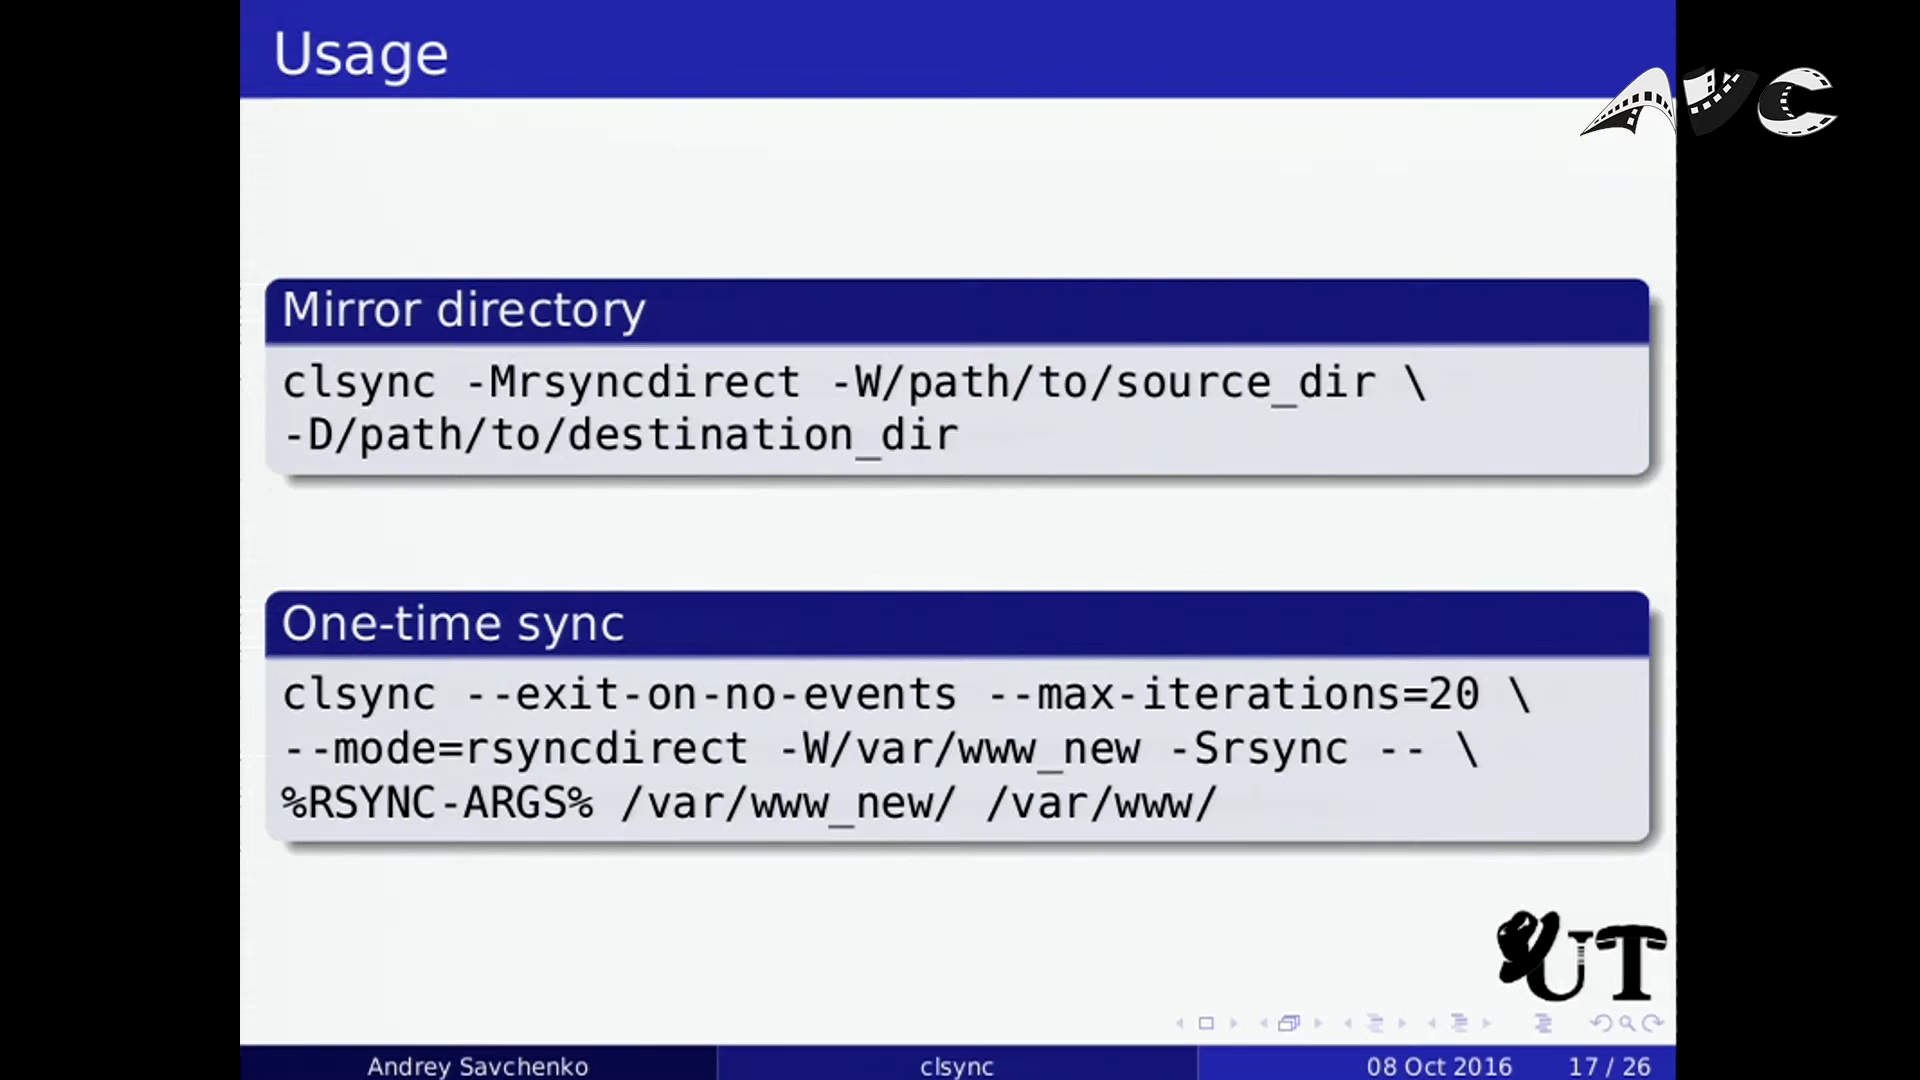 Usage
AVC
Mirror directory
clsync -Mrsyncdirect -W/path/to/source_dir \
-D/path/to/destination_dir
One-time sync
clsync --exit-on-no-events --max-iterations=20 \
--mode=rsyncdirect -W/var/www_new -Srsync -- \
%RSYNC-ARGS% /var/www_new/ /var/www/
UT
Andrey Savchenko
clsync
08 Oct 2016
17 / 26